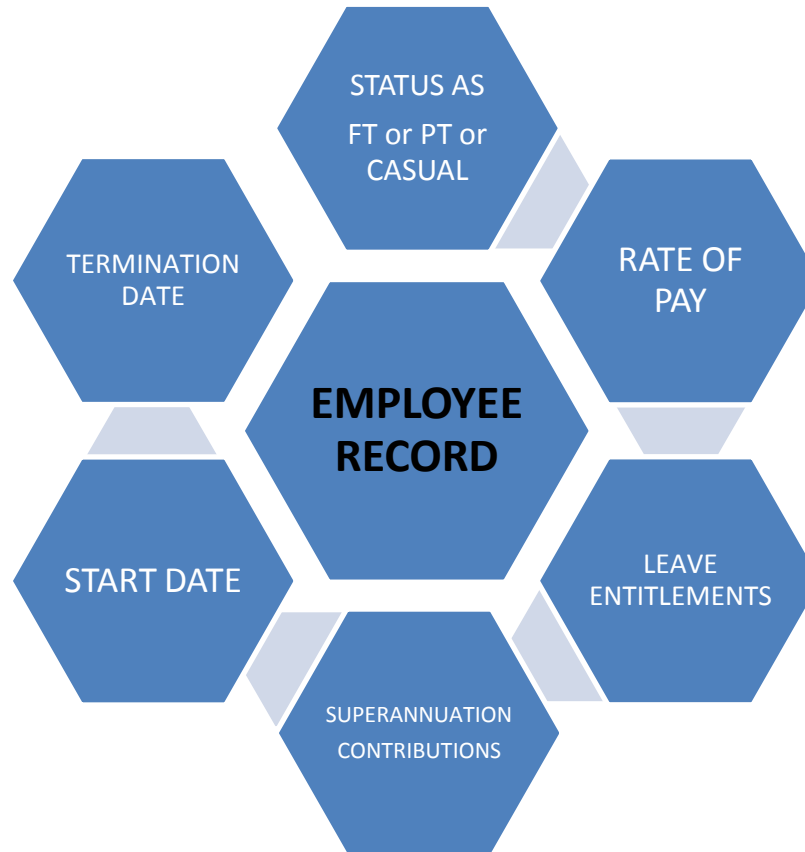 STATUS AS
FT or PT or
CASUAL
RATE OF
PAY
LEAVE
ENTITLEMENTS
SUPERANNUATION
CONTRIBUTIONS
START DATE
TERMINATION
DATE
EMPLOYEE
RECORD